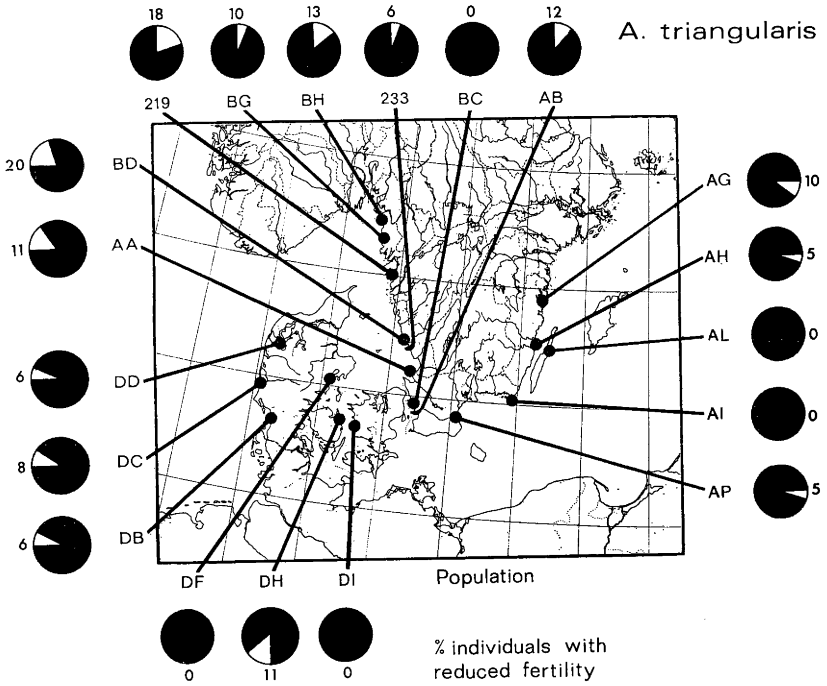 18 10 13 6 0 12
A. triangularis
219 BG BH 233 BC AB
20
BD
AG
10
11
AA
AH
5
AL
0
6
DD
AI
0
8
DC
AP
5
6
DB
DF DH DI
Population
0 11 0
% individuals with
reduced fertility